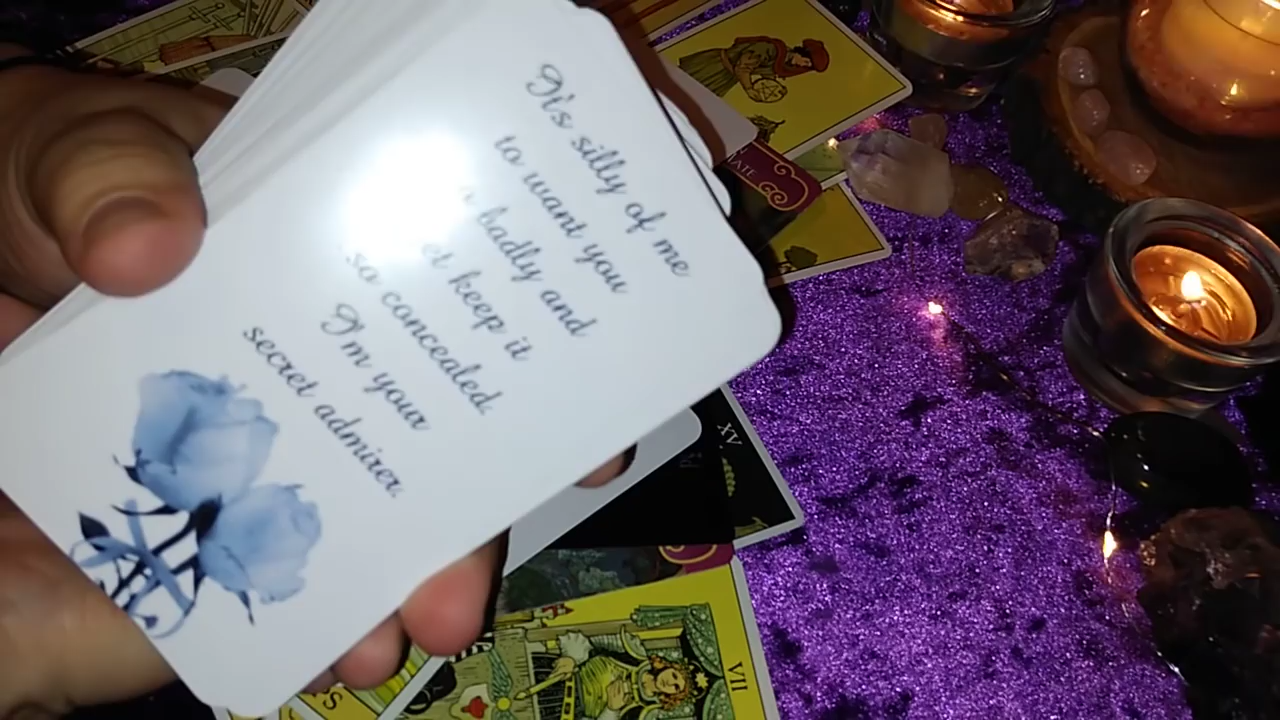 It's silly of me
to want you
badly and
keep it
so concealed.
I'm your
secret admirer.
XV
VII